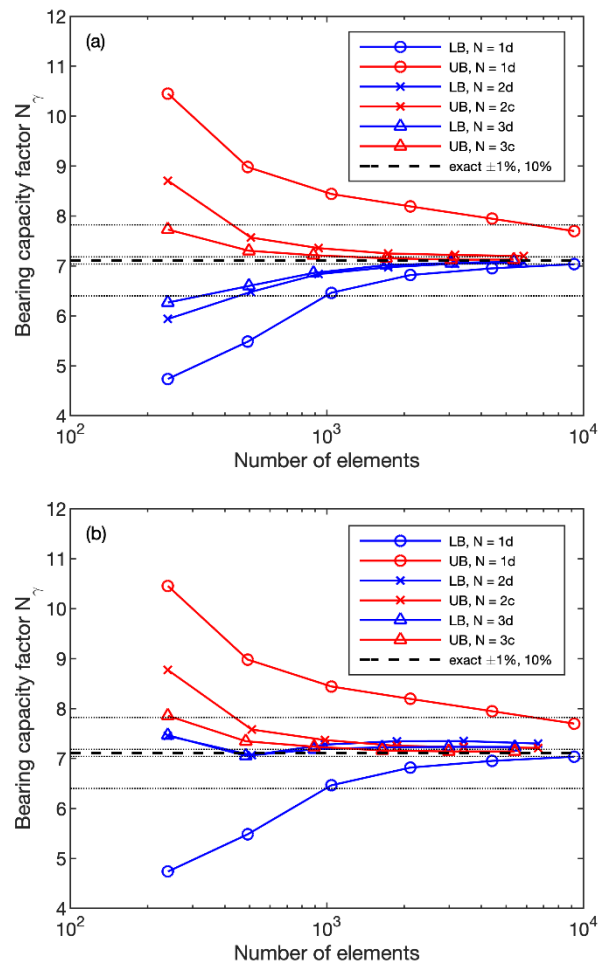 12
11
10
9
8
7
6
5
4
(a)
LB, N = 1d
UB, N = 1d
LB, N = 2d
UB, N = 2c
LB, N = 3d
UB, N = 3c
exact ±1%, 10%
Bearing capacity factor Nγ
10²
10³
10⁴
Number of elements
12
11
10
9
8
7
6
5
4
(b)
LB, N = 1d
UB, N = 1d
LB, N = 2d
UB, N = 2c
LB, N = 3d
UB, N = 3c
exact ±1%, 10%
Bearing capacity factor Nγ
10²
10³
10⁴
Number of elements